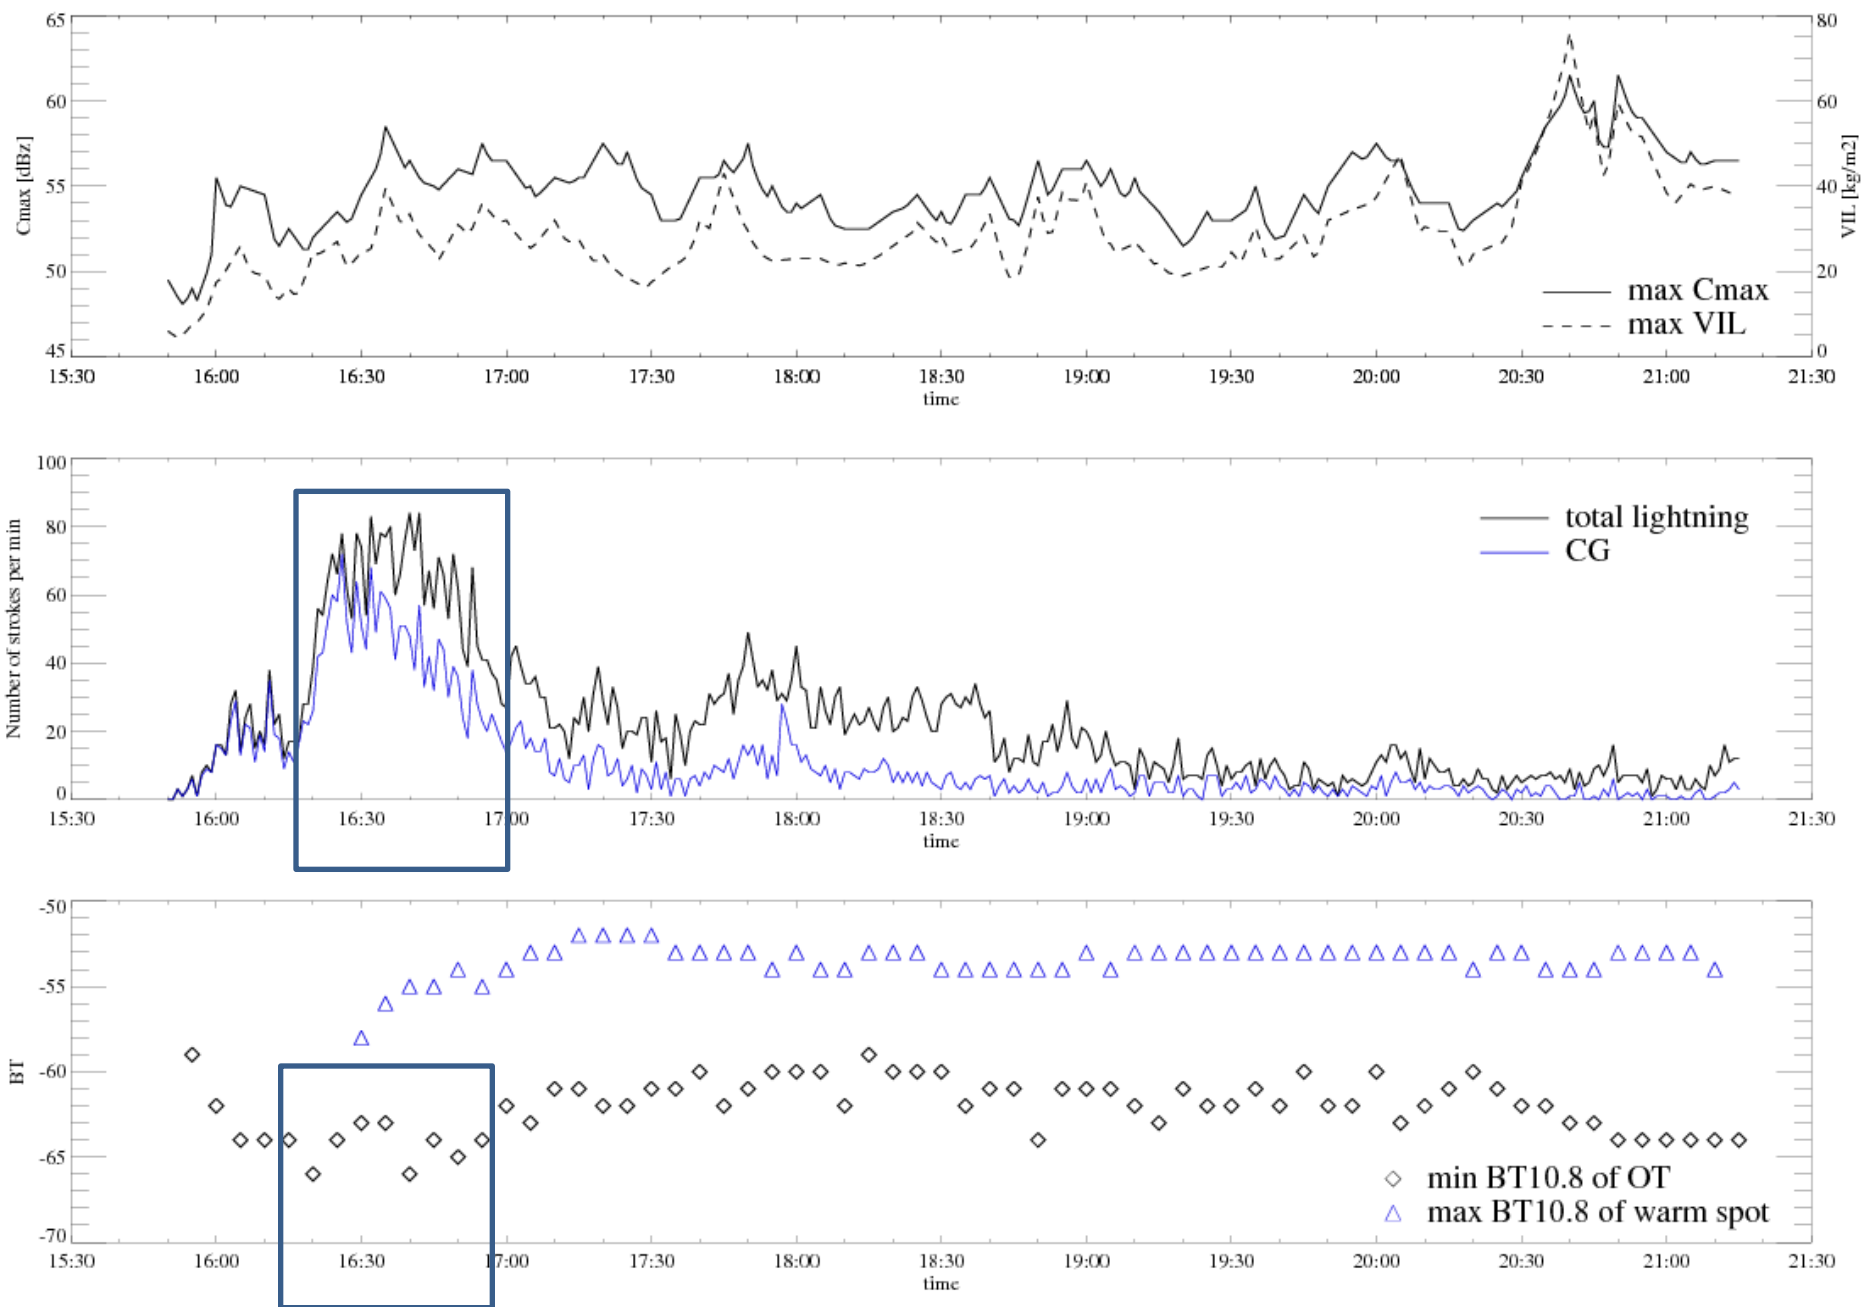 65
60
55
50
45
Cmax [dBz]
80
60
40
20
0
VIL [kg/m2]
max Cmax
max VIL
15:30 16:00 16:30 17:00 17:30 18:00 18:30 19:00 19:30 20:00 20:30 21:00 21:30
time
100
80
60
40
20
0
Number of strokes per min
total lightning
CG
15:30 16:00 16:30 17:00 17:30 18:00 18:30 19:00 19:30 20:00 20:30 21:00 21:30
time
-50
-55
-60
-65
-70
BT
min BT10.8 of OT
max BT10.8 of warm spot
15:30 16:00 16:30 17:00 17:30 18:00 18:30 19:00 19:30 20:00 20:30 21:00 21:30
time